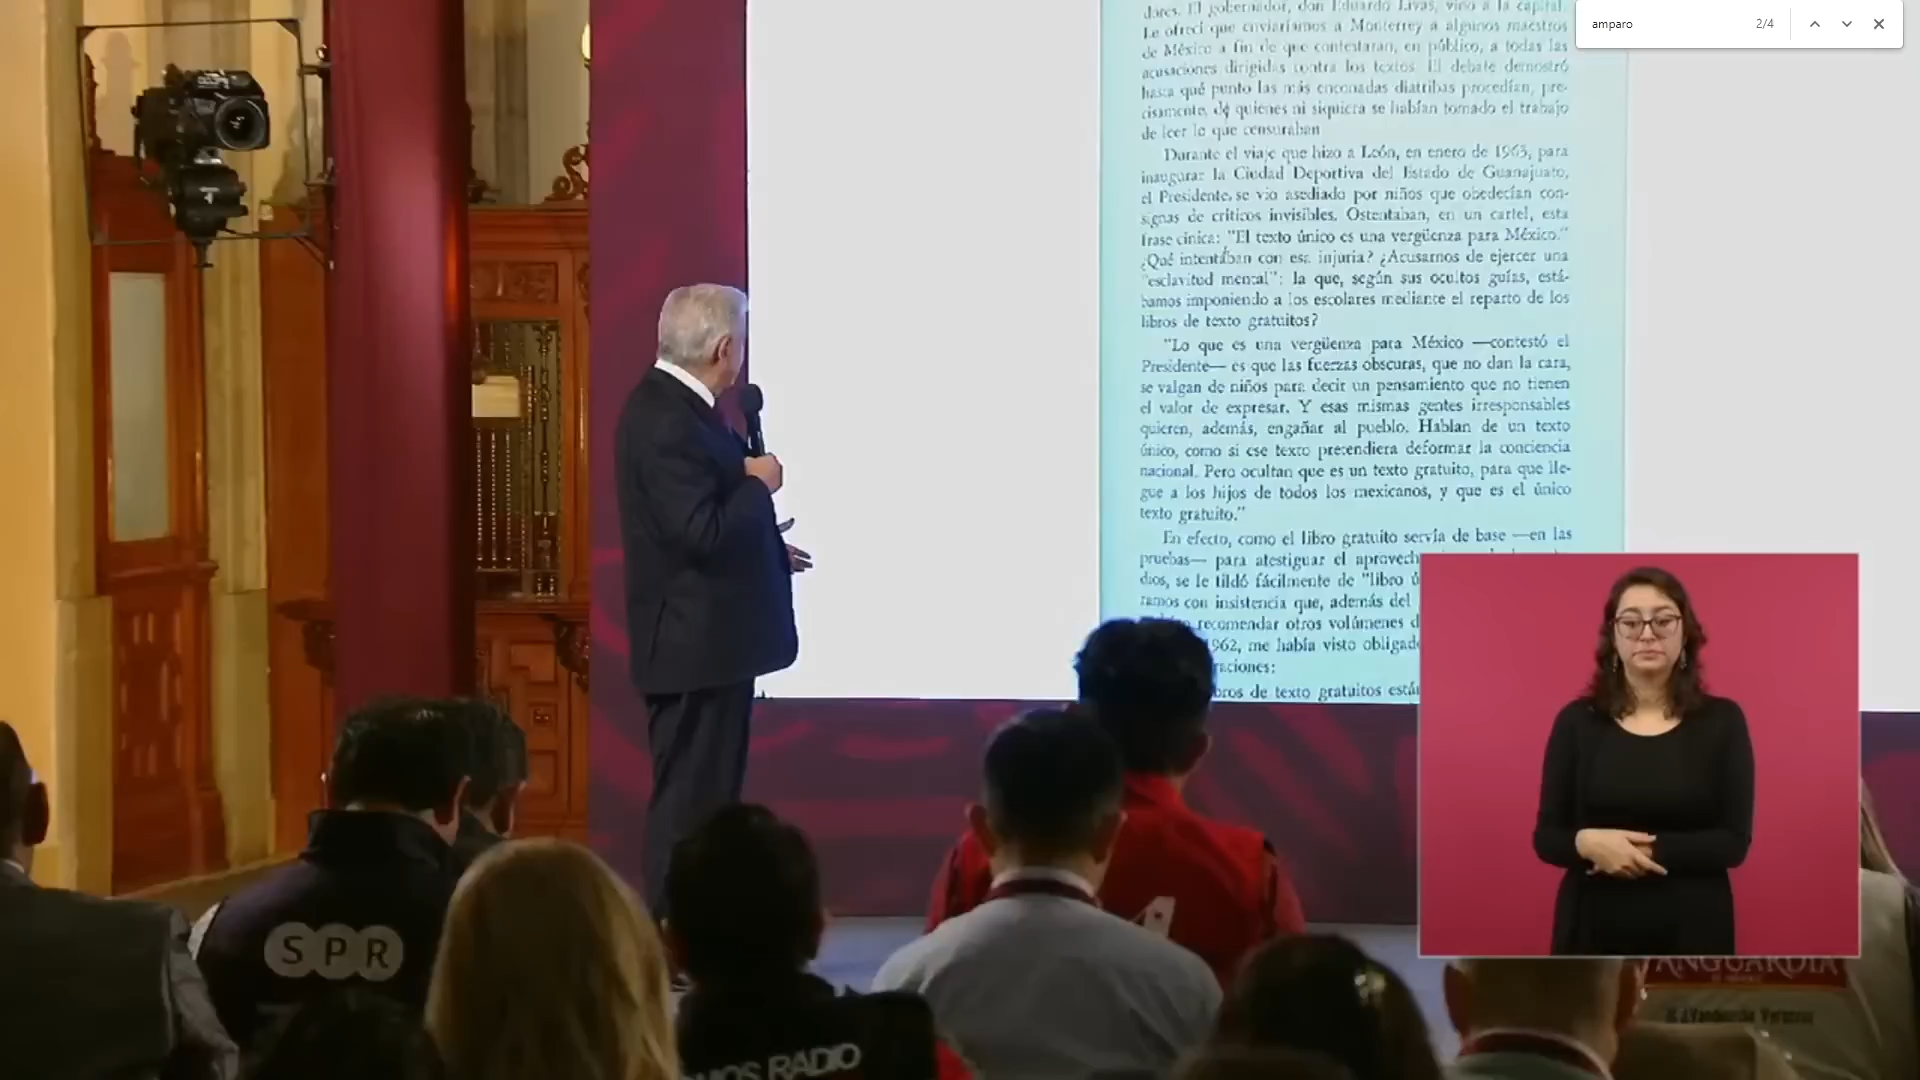 amparo
2/4
dares. El gobernador, don Eduardo Livas, vino a la capital.
Le ofrecí que enviaríamos a Monterrey a algunos maestros
de México a fin de que contestaran, en público, a todas las
acusaciones dirigidas contra los textos. El debate demostró
hasta qué punto las más enconadas diatribas procedían, pre-
cisamente, de quienes ni siquiera se habían tomado el trabajo
de leer lo que censuraban
Durante el viaje que hizo a León, en enero de 1963, para
inaugurar la Ciudad Deportiva del Estado de Guanajuato,
el Presidente se vio asediado por niños que obedecían con-
signas de críticos invisibles. Ostentaban, en un cartel, esta
frase cínica: "El texto único es una vergüenza para México."
¿Qué intentaban con esa injuria? ¿Acusarnos de ejercer una
"esclavitud mental": la que, según sus ocultos guías, está-
bamos imponiendo a los escolares mediante el reparto de los
libros de texto gratuitos?
"Lo que es una vergüenza para México —contestó el
Presidente— es que las fuerzas obscuras, que no dan la cara,
se valgan de niños para decir un pensamiento que no tienen
el valor de expresar. Y esas mismas gentes irresponsables
quieren, además, engañar al pueblo. Hablan de un texto
único, como si ese texto pretendiera deformar la conciencia
nacional. Pero ocultan que es un texto gratuito, para que lle-
gue a los hijos de todos los mexicanos, y que es el único
texto gratuito."
En efecto, como el libro gratuito servía de base —en las
pruebas— para atestiguar el aprovech
dios, se le tildó fácilmente de "libro ú
ramos con insistencia que, además del
recomendar otros volúmenes d
1962, me había visto obligado
raciones:
bros de texto gratuitos está
SPR
RADIO
VANGUARDIA